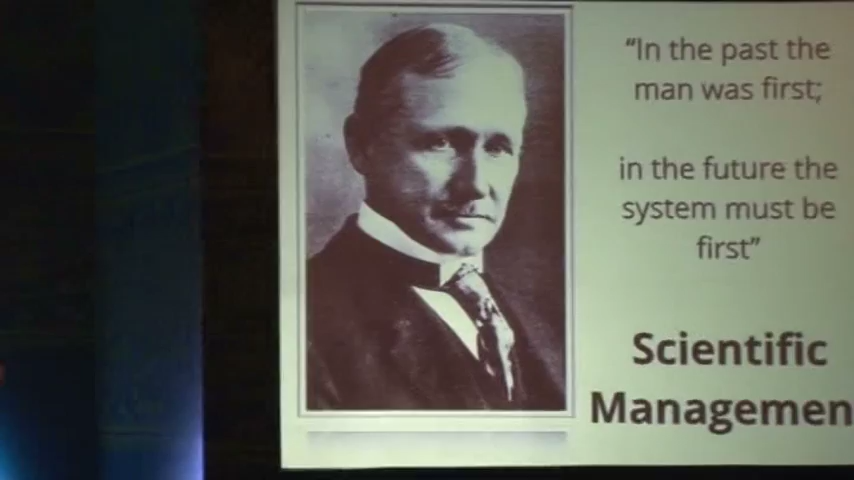 “In the past the
man was first;
in the future the
system must be
first”
Scientific
Managemen